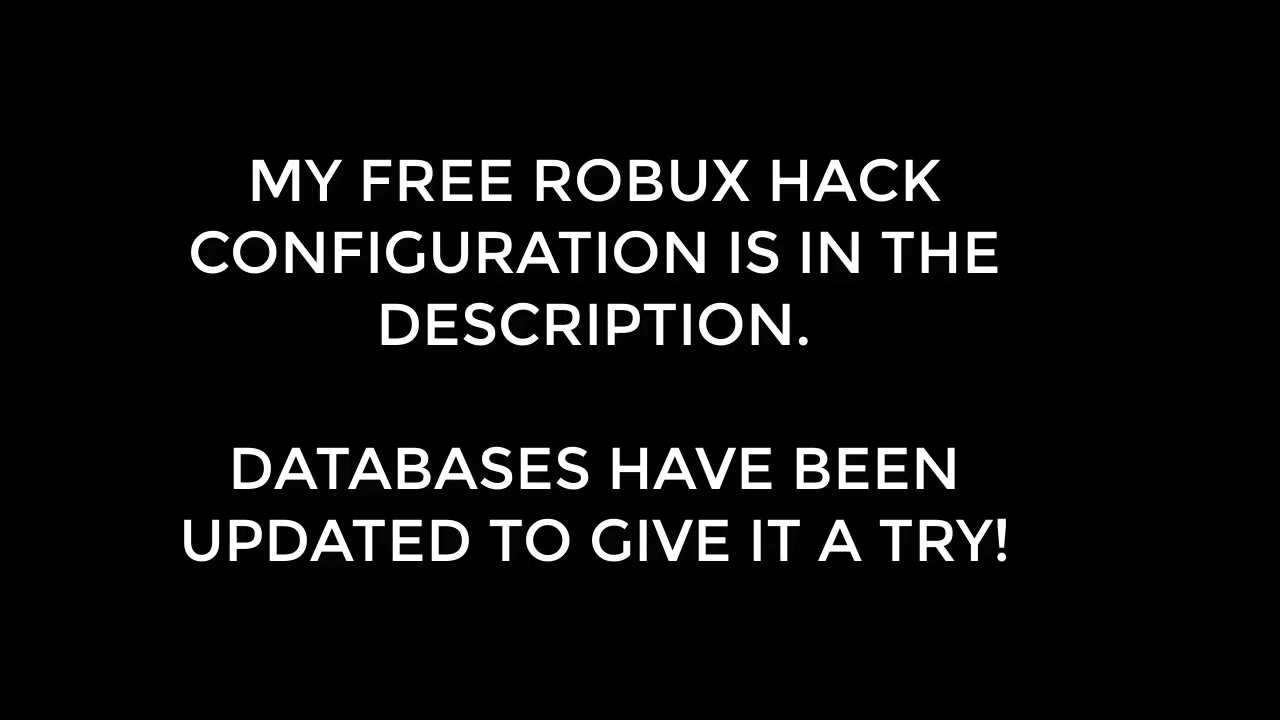 MY FREE ROBUX HACK
CONFIGURATION IS IN THE
DESCRIPTION.
DATABASES HAVE BEEN
UPDATED TO GIVE IT A TRY!